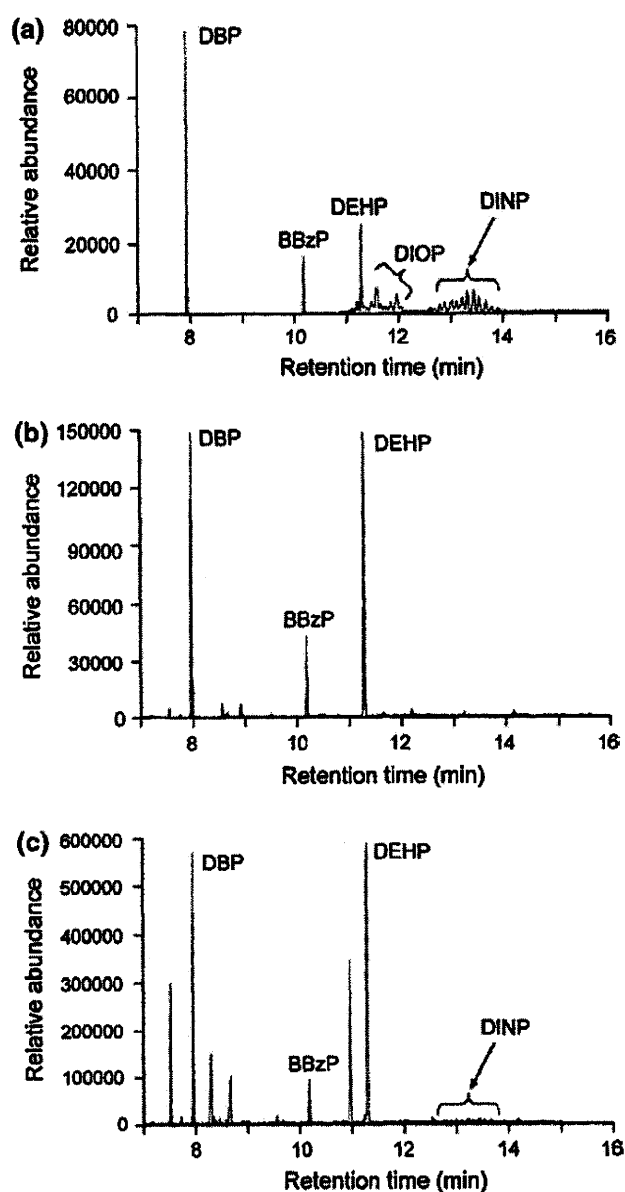 (a)
Relative abundance
80000
60000
40000
20000
0
DBP
BBzP
DEHP
DIOP
DINP
8
10
12
14
16
Retention time (min)
(b)
Relative abundance
150000
120000
90000
60000
30000
0
DBP
BBzP
DEHP
8
10
12
14
16
Retention time (min)
(c)
Relative abundance
600000
500000
400000
300000
200000
100000
0
DBP
BBzP
DEHP
DINP
8
10
12
14
16
Retention time (min)